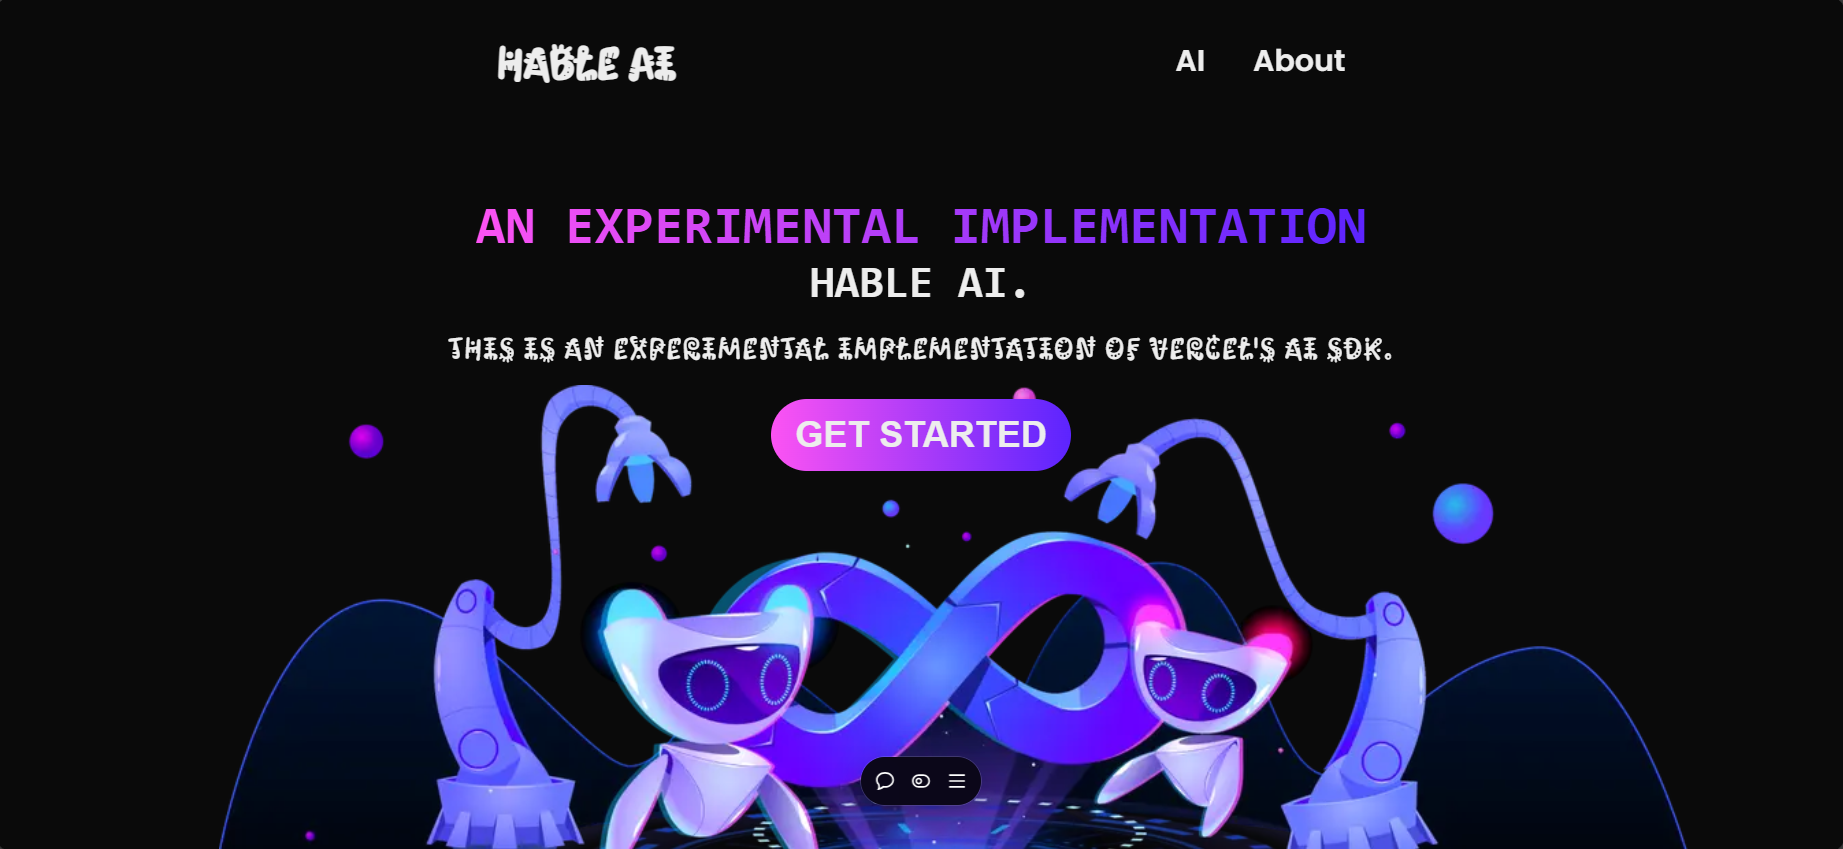 HABLE AI
AI About
AN EXPERIMENTAL IMPLEMENTATION
HABLE AI.
THIS IS AN EXPERIMENTAL IMPLEMENTATION OF VERCEL'S AI SDK.
GET STARTED